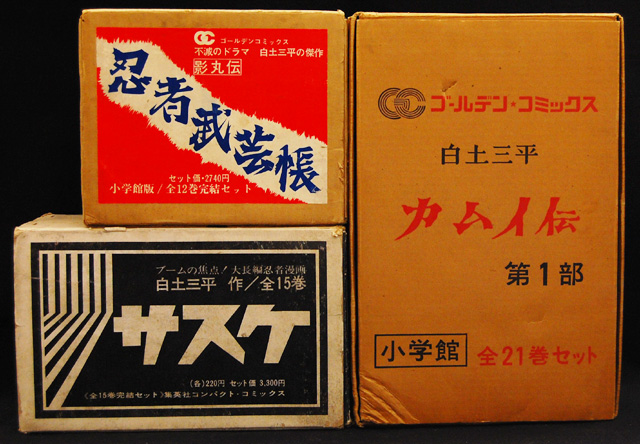 ゴールデンコミックス
不滅のドラマ 白土三平の傑作
影丸伝
忍者武芸帳
セット価・2740円
小学館版/全12巻完結セット
ブームの焦点!大長編忍者漫画
白土三平 作/全15巻
サスケ
(各)220円 セット価 3,300円
《全15巻完結セット》集英社コンパクト・コミックス
ゴールデン★コミックス
白土三平
カムイ伝
第1部
小学館 全21巻セット